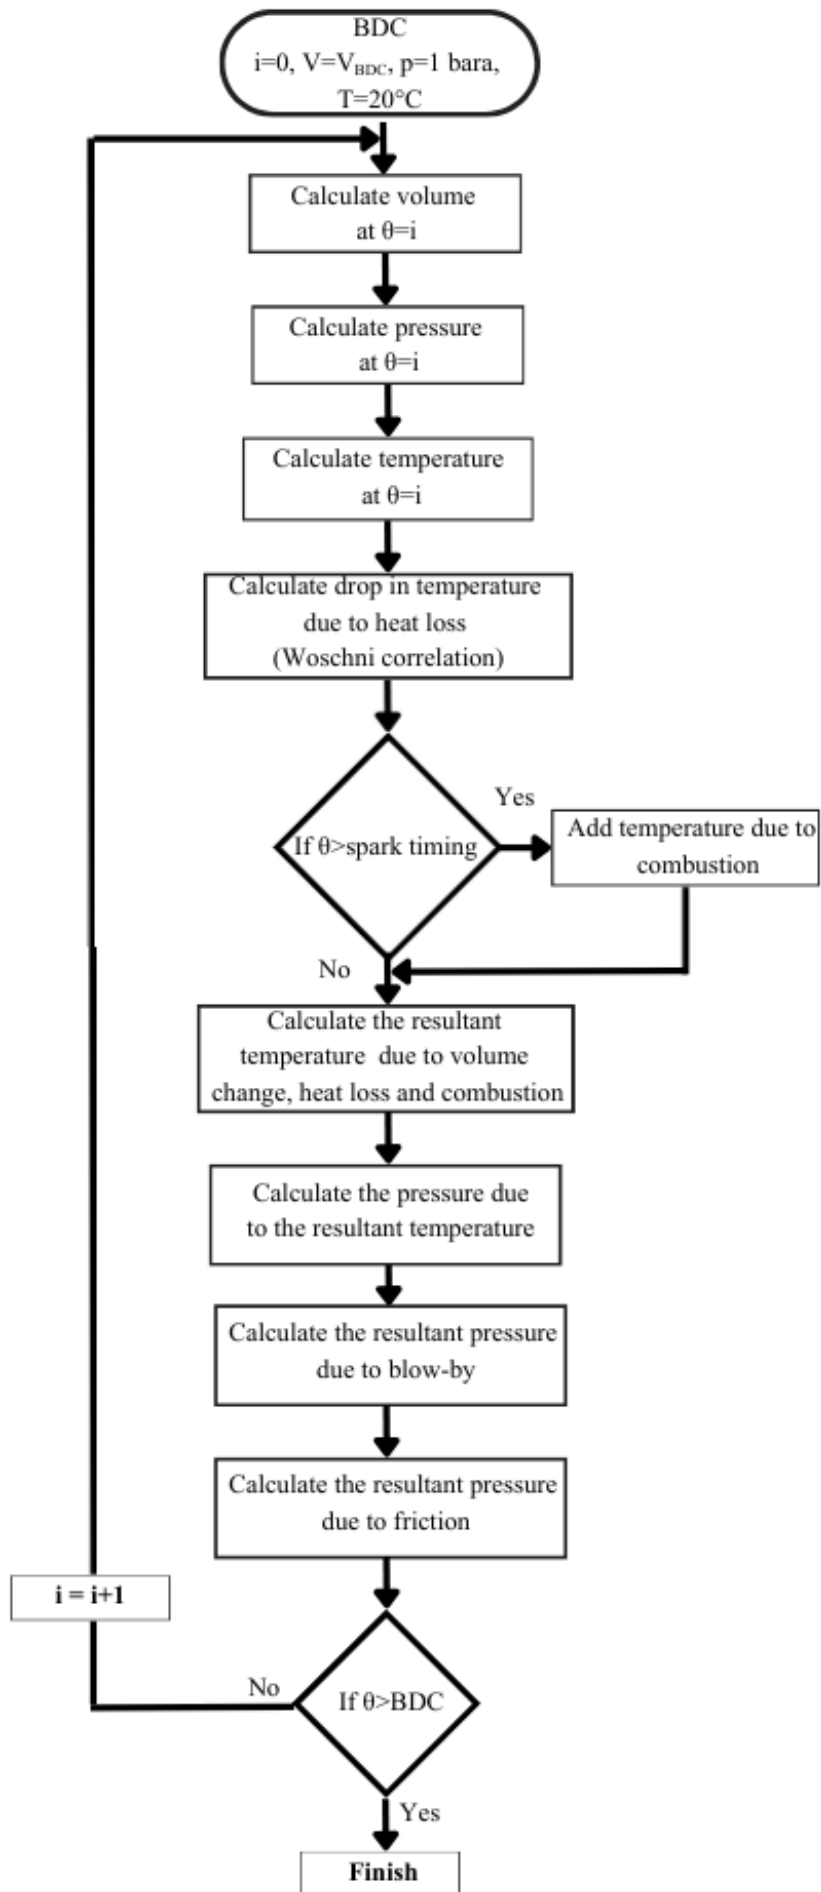 BDC
i=0, V=V_BDC, p=1 bara,
T=20°C
Calculate volume
at θ=i
Calculate pressure
at θ=i
Calculate temperature
at θ=i
Calculate drop in temperature
due to heat loss
(Woschni correlation)
If θ>spark timing
Yes
Add temperature due to
combustion
No
Calculate the resultant
temperature due to volume
change, heat loss and combustion
Calculate the pressure due
to the resultant temperature
Calculate the resultant pressure
due to blow-by
Calculate the resultant pressure
due to friction
i = i+1
No
If θ>BDC
Yes
Finish